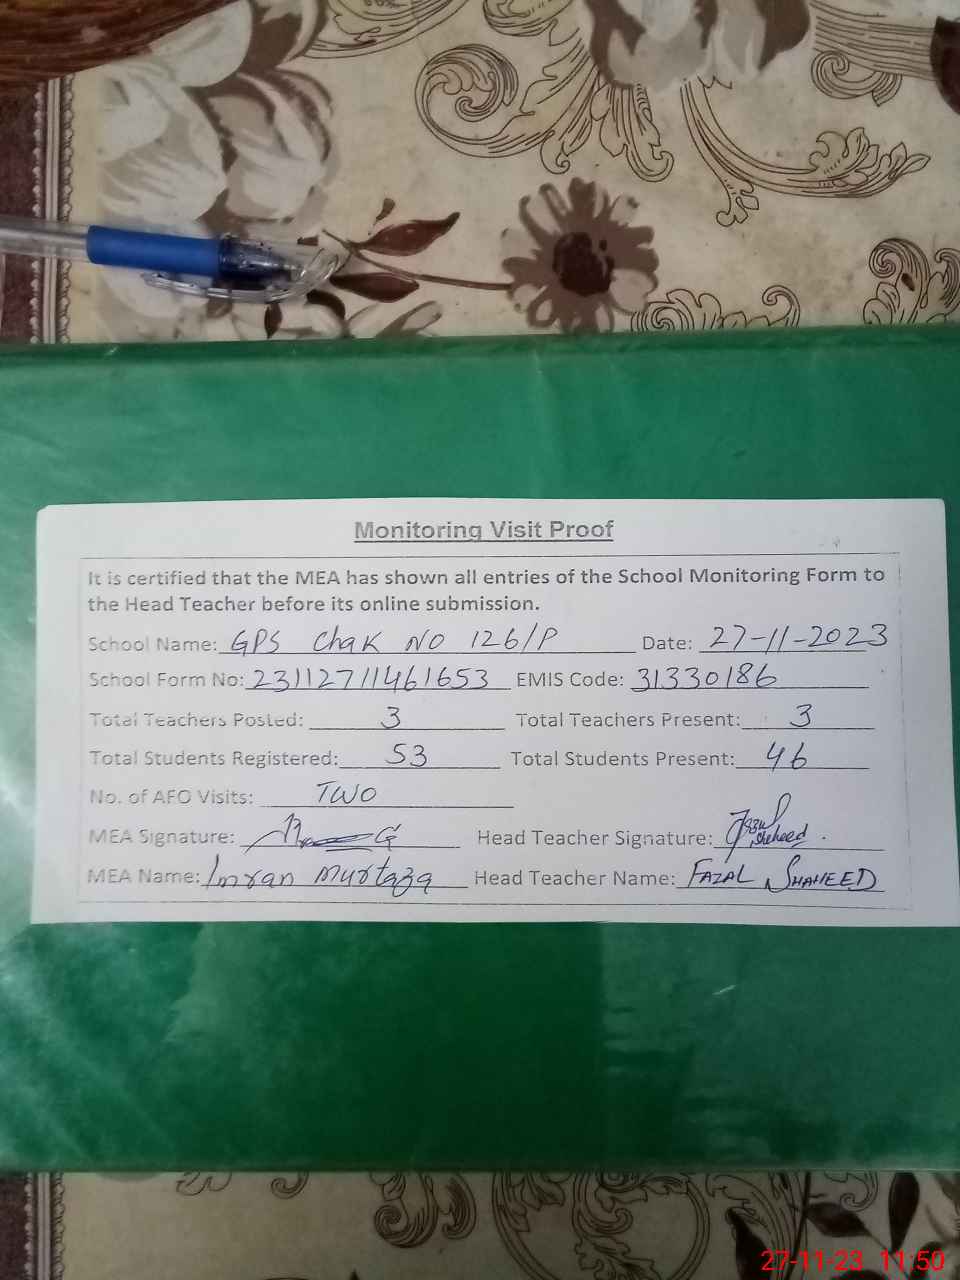 Monitoring Visit Proof
It is certified that the MEA has shown all entries of the School Monitoring Form to
the Head Teacher before its online submission.
School Name: GPS Chak NO 126/P Date: 27-11-2023
School Form No: 23112711461653 EMIS Code: 31330186
Total Teachers Posted: 3 Total Teachers Present: 3
Total Students Registered: 53 Total Students Present: 46
No. of AEO Visits: TWO
MEA Signature: Head Teacher Signature: Fazal Shaheed.
MEA Name: Imran Murtaza Head Teacher Name: FAZAL SHAHEED
27-11-23 11:50